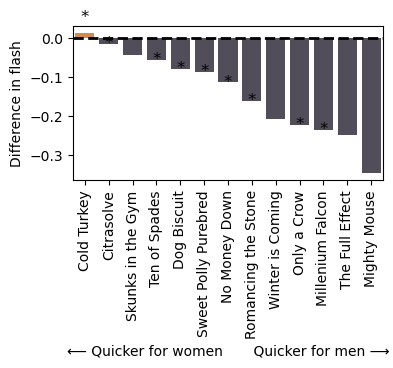 Difference in flash
0.0
−0.1
−0.2
−0.3
*
*
*
*
*
*
*
*
*
Cold Turkey
Citrasolve
Skunks in the Gym
Ten of Spades
Dog Biscuit
Sweet Polly Purebred
No Money Down
Romancing the Stone
Winter is Coming
Only a Crow
Millenium Falcon
The Full Effect
Mighty Mouse
⟵ Quicker for women Quicker for men ⟶